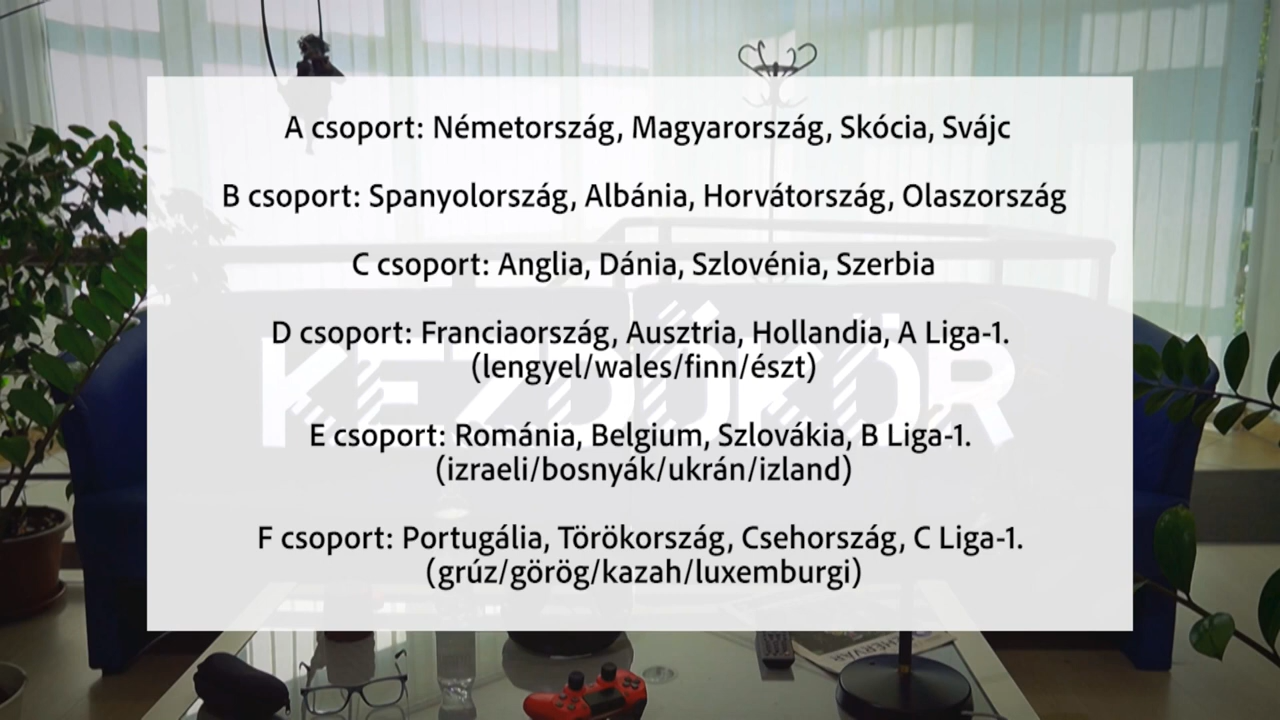 A csoport: Németország, Magyarország, Skócia, Svájc
B csoport: Spanyolország, Albánia, Horvátország, Olaszország
C csoport: Anglia, Dánia, Szlovénia, Szerbia
D csoport: Franciaország, Ausztria, Hollandia, A Liga-1.
(lengyel/wales/finn/észt)
KEZDŐKÖR
E csoport: Románia, Belgium, Szlovákia, B Liga-1.
(izraeli/bosnyák/ukrán/izland)
F csoport: Portugália, Törökország, Csehország, C Liga-1.
(grúz/görög/kazah/luxemburgi)